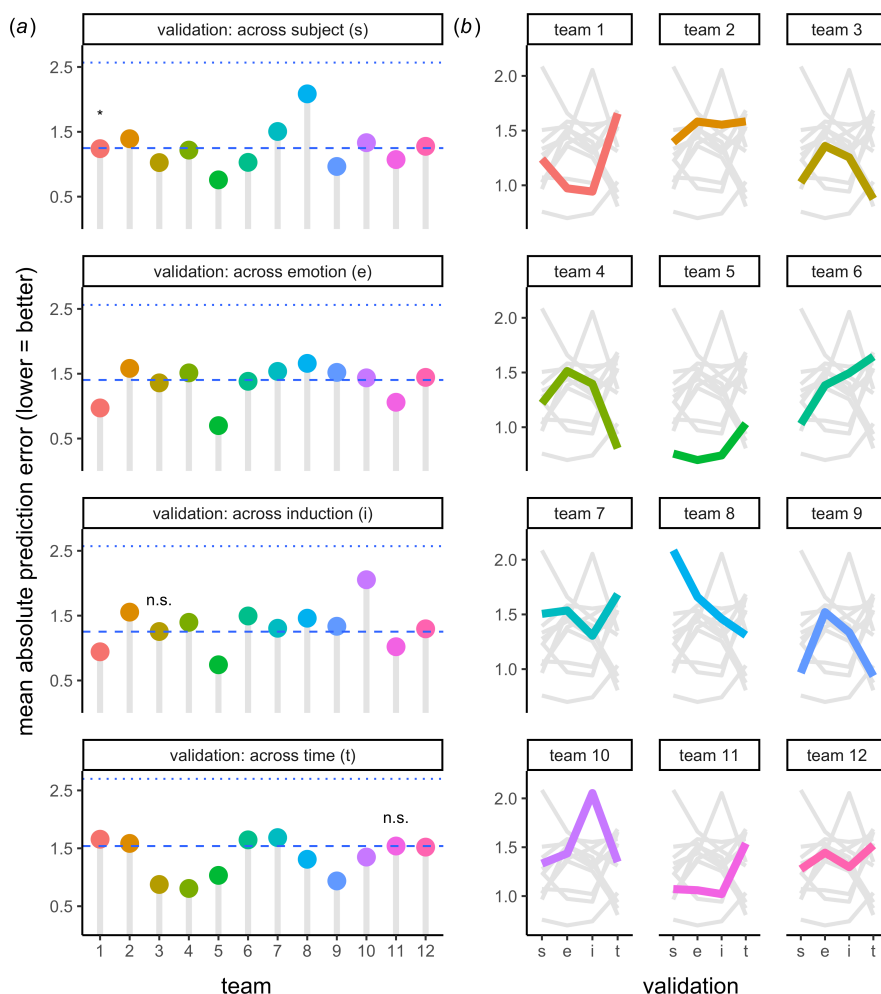 (a)
validation: across subject (s)
2.5
1.5
0.5
*
validation: across emotion (e)
2.5
1.5
0.5
validation: across induction (i)
2.5
1.5
0.5
n.s.
validation: across time (t)
2.5
1.5
0.5
n.s.
1 2 3 4 5 6 7 8 9 10 11 12
team
mean absolute prediction error (lower = better)
(b)
team 1 team 2 team 3
2.0
1.5
1.0
team 4 team 5 team 6
2.0
1.5
1.0
team 7 team 8 team 9
2.0
1.5
1.0
team 10 team 11 team 12
2.0
1.5
1.0
s e i t s e i t s e i t
validation